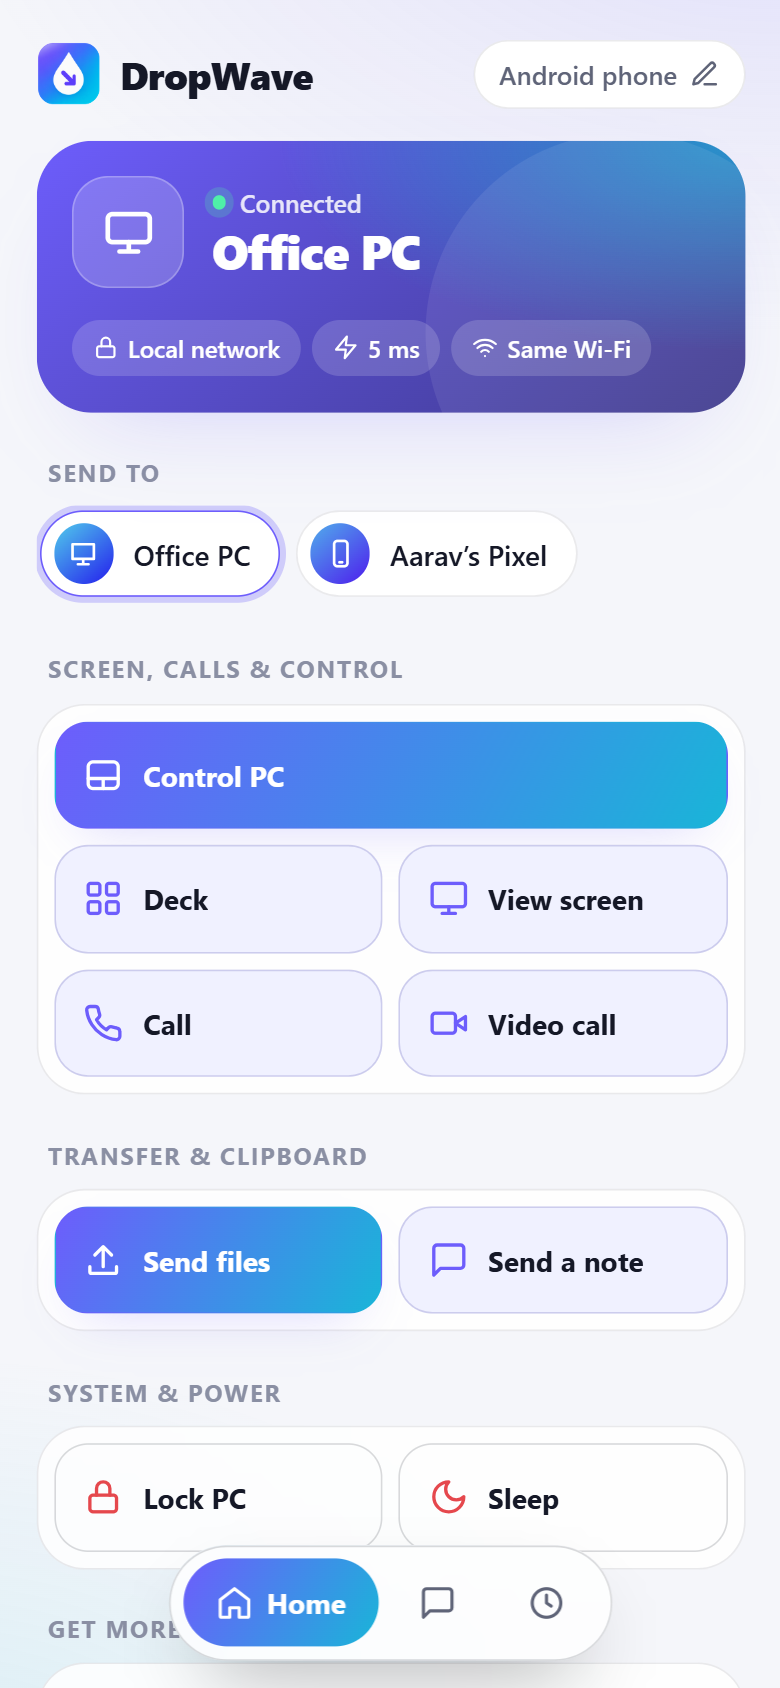 DropWave
Android phone
Connected
Office PC
Local network
5 ms
Same Wi-Fi
SEND TO
Office PC
Aarav’s Pixel
SCREEN, CALLS & CONTROL
Control PC
Deck
View screen
Call
Video call
TRANSFER & CLIPBOARD
Send files
Send a note
SYSTEM & POWER
Lock PC
Sleep
GET MORE
Home